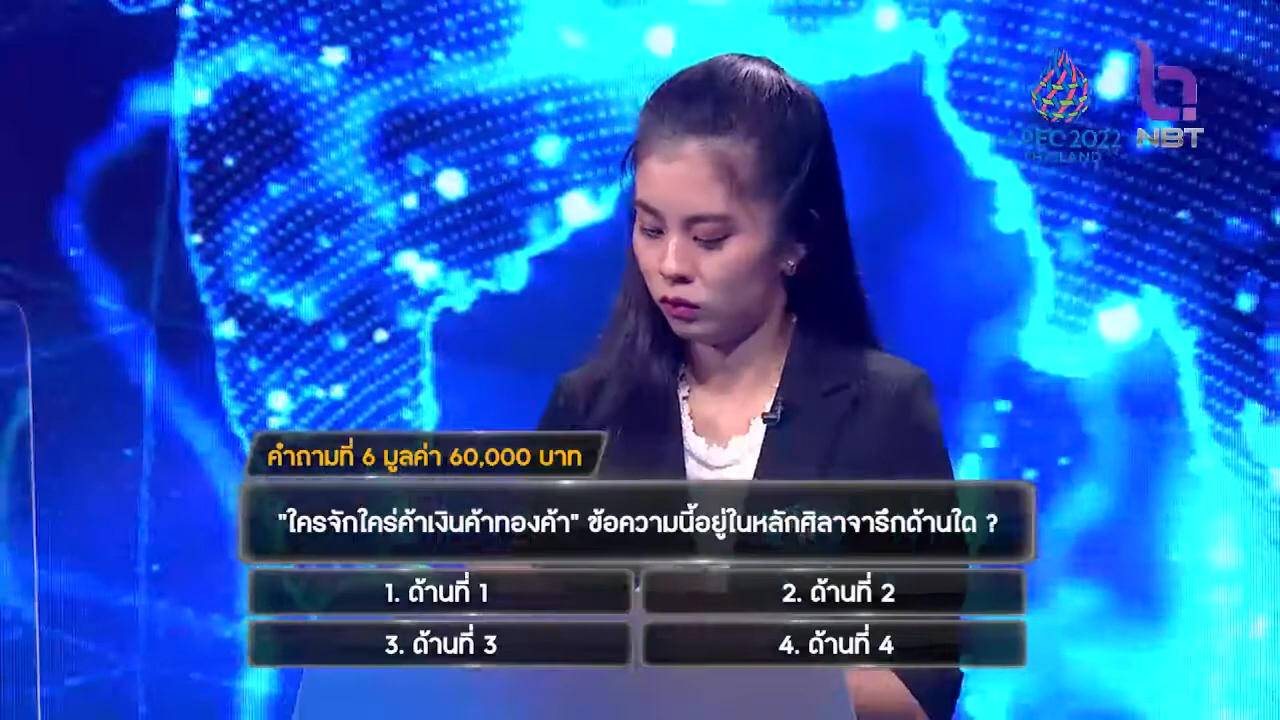 APEC 2022
THAILAND
NBT
คำถามที่ 6 มูลค่า 60,000 บาท
"ใครจักใคร่ค้าเงินค้าทองค้า" ข้อความนี้อยู่ในหลักศิลาจารึกด้านใด ?
1. ด้านที่ 1
2. ด้านที่ 2
3. ด้านที่ 3
4. ด้านที่ 4